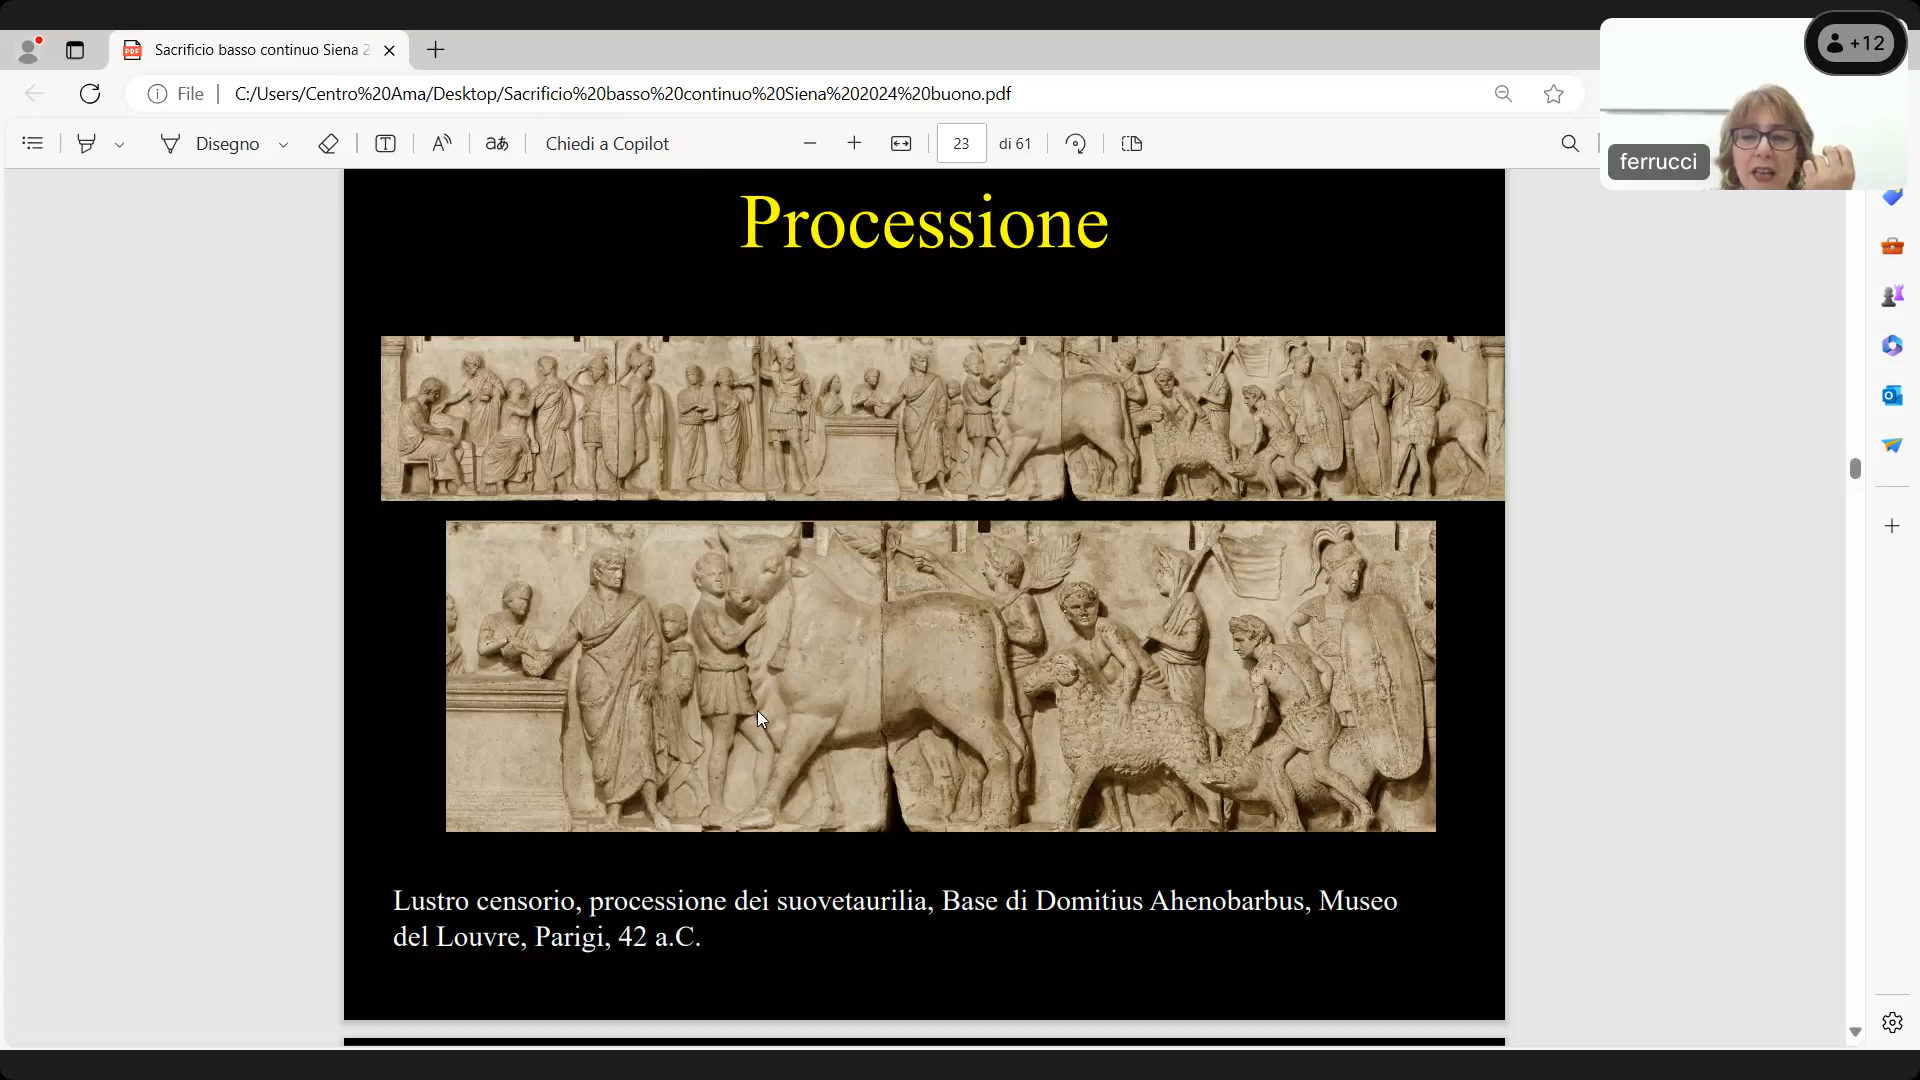 Sacrificio basso continuo Siena 2
+12
File
C:/Users/Centro%20Ama/Desktop/Sacrificio%20basso%20continuo%20Siena%202024%20buono.pdf
Disegno
Chiedi a Copilot
23
di 61
ferrucci
Processione
Lustro censorio, processione dei suovetaurilia, Base di Domitius Ahenobarbus, Museo
del Louvre, Parigi, 42 a.C.